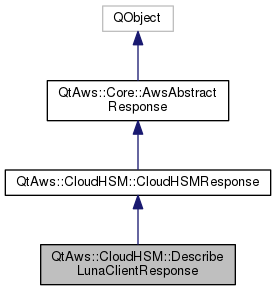 QObject
QtAws::Core::AwsAbstract
Response
QtAws::CloudHSM::CloudHSMResponse
QtAws::CloudHSM::Describe
LunaClientResponse